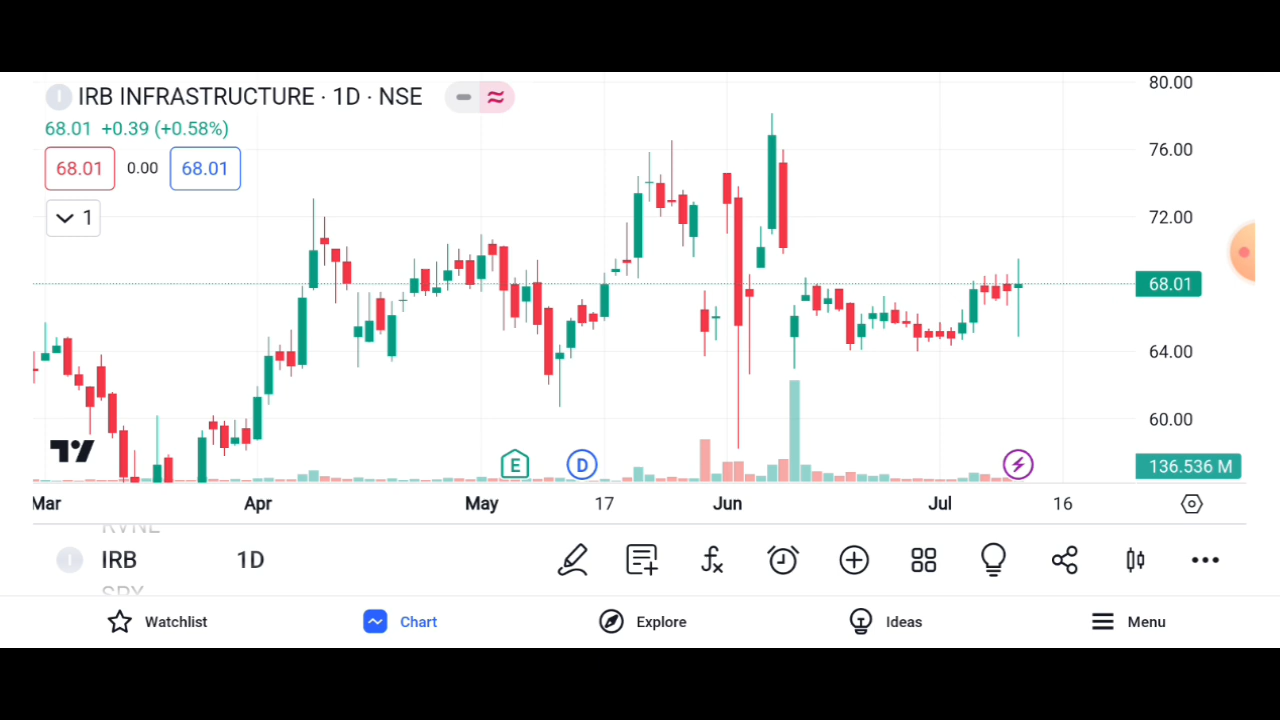 IRB INFRASTRUCTURE · 1D · NSE
68.01 +0.39 (+0.58%)
68.01 0.00 68.01
1
80.00
76.00
72.00
68.01
64.00
60.00
136.536 M
E D
Mar Apr May 17 Jun Jul 16
RVNL
IRB 1D
Watchlist Chart Explore Ideas Menu